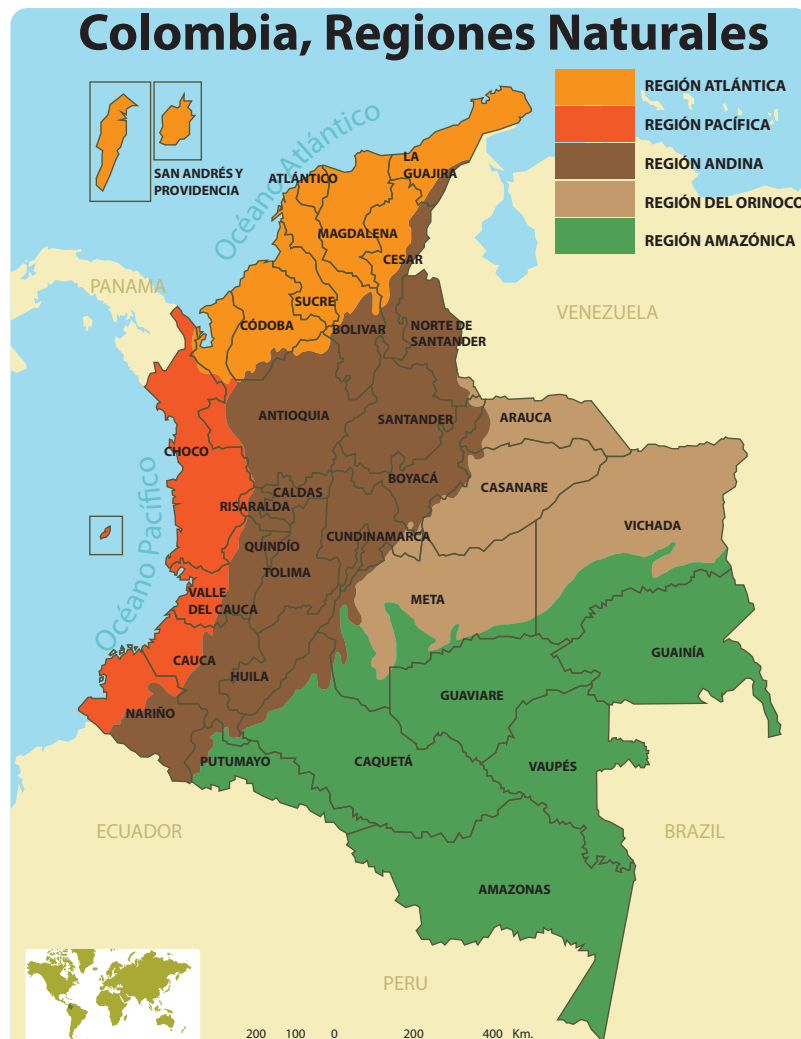 Colombia, Regiones Naturales
REGIÓN ATLÁNTICA
REGIÓN PACÍFICA
REGIÓN ANDINA
REGIÓN DEL ORINOCO
REGIÓN AMAZÓNICA
SAN ANDRÉS Y
PROVIDENCIA
Océano Atlántico
LA
GUAJIRA
ATLÁNTICO
MAGDALENA
CESAR
PANAMA
VENEZUELA
SUCRE
CÓDOBA
BOLIVAR
NORTE DE
SANTANDER
ANTIOQUIA
SANTANDER
ARAUCA
CHOCO
Océano Pacífico
BOYACÁ
CASANARE
CALDAS
RISARALDA
VICHADA
CUNDINAMARCA
QUINDÍO
TOLIMA
VALLE
DEL CAUCA
META
CAUCA
GUAINÍA
HUILA
GUAVIARE
NARIÑO
PUTUMAYO
CAQUETÁ
VAUPÉS
ECUADOR
BRAZIL
AMAZONAS
PERU
200 100 0 200 400 Km.